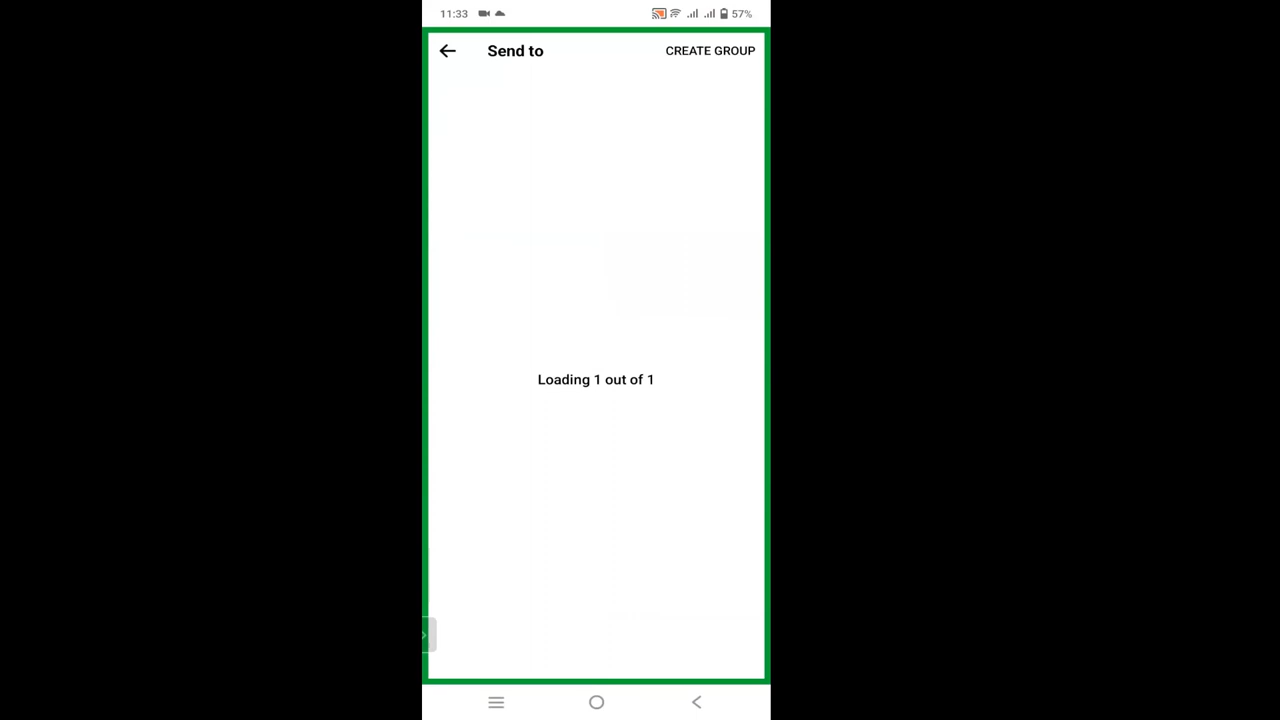 11:33
57%
Send to
CREATE GROUP
Loading 1 out of 1